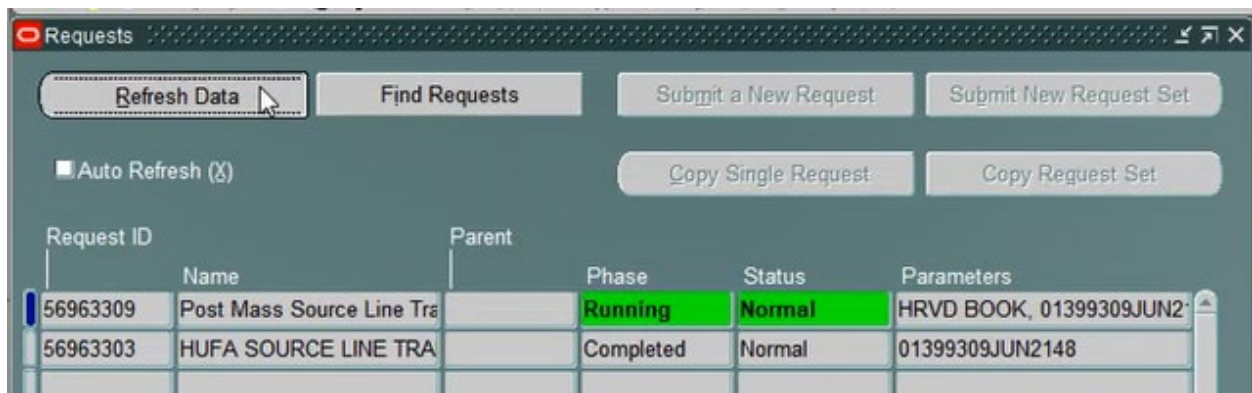 Requests
Refresh Data Find Requests Submit a New Request Submit New Request Set
Auto Refresh (X) Copy Single Request Copy Request Set
Request ID Parent
Name Phase Status Parameters
56963309 Post Mass Source Line Tra Running Normal HRVD BOOK, 01399309JUN2
56963303 HUFA SOURCE LINE TRA Completed Normal 01399309JUN2148